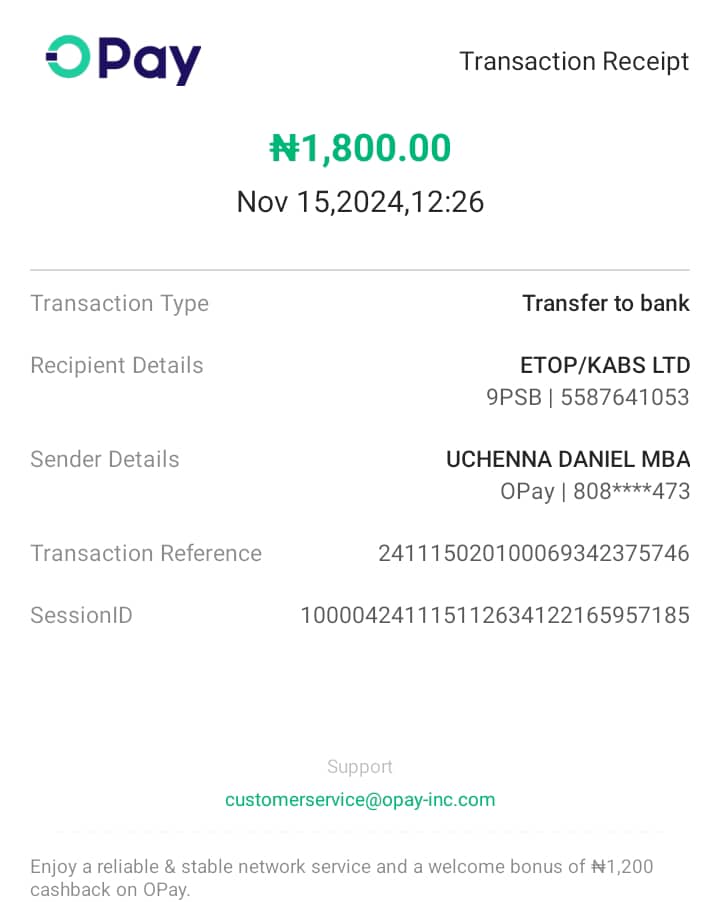 OPay
Transaction Receipt
₦1,800.00
Nov 15,2024,12:26
Transaction Type Transfer to bank
Recipient Details ETOP/KABS LTD
9PSB | 5587641053
Sender Details UCHENNA DANIEL MBA
OPay | 808****473
Transaction Reference 241115020100069342375746
SessionID 100004241115112634122165957185
Support
customerservice@opay-inc.com
Enjoy a reliable & stable network service and a welcome bonus of ₦1,200
cashback on OPay.